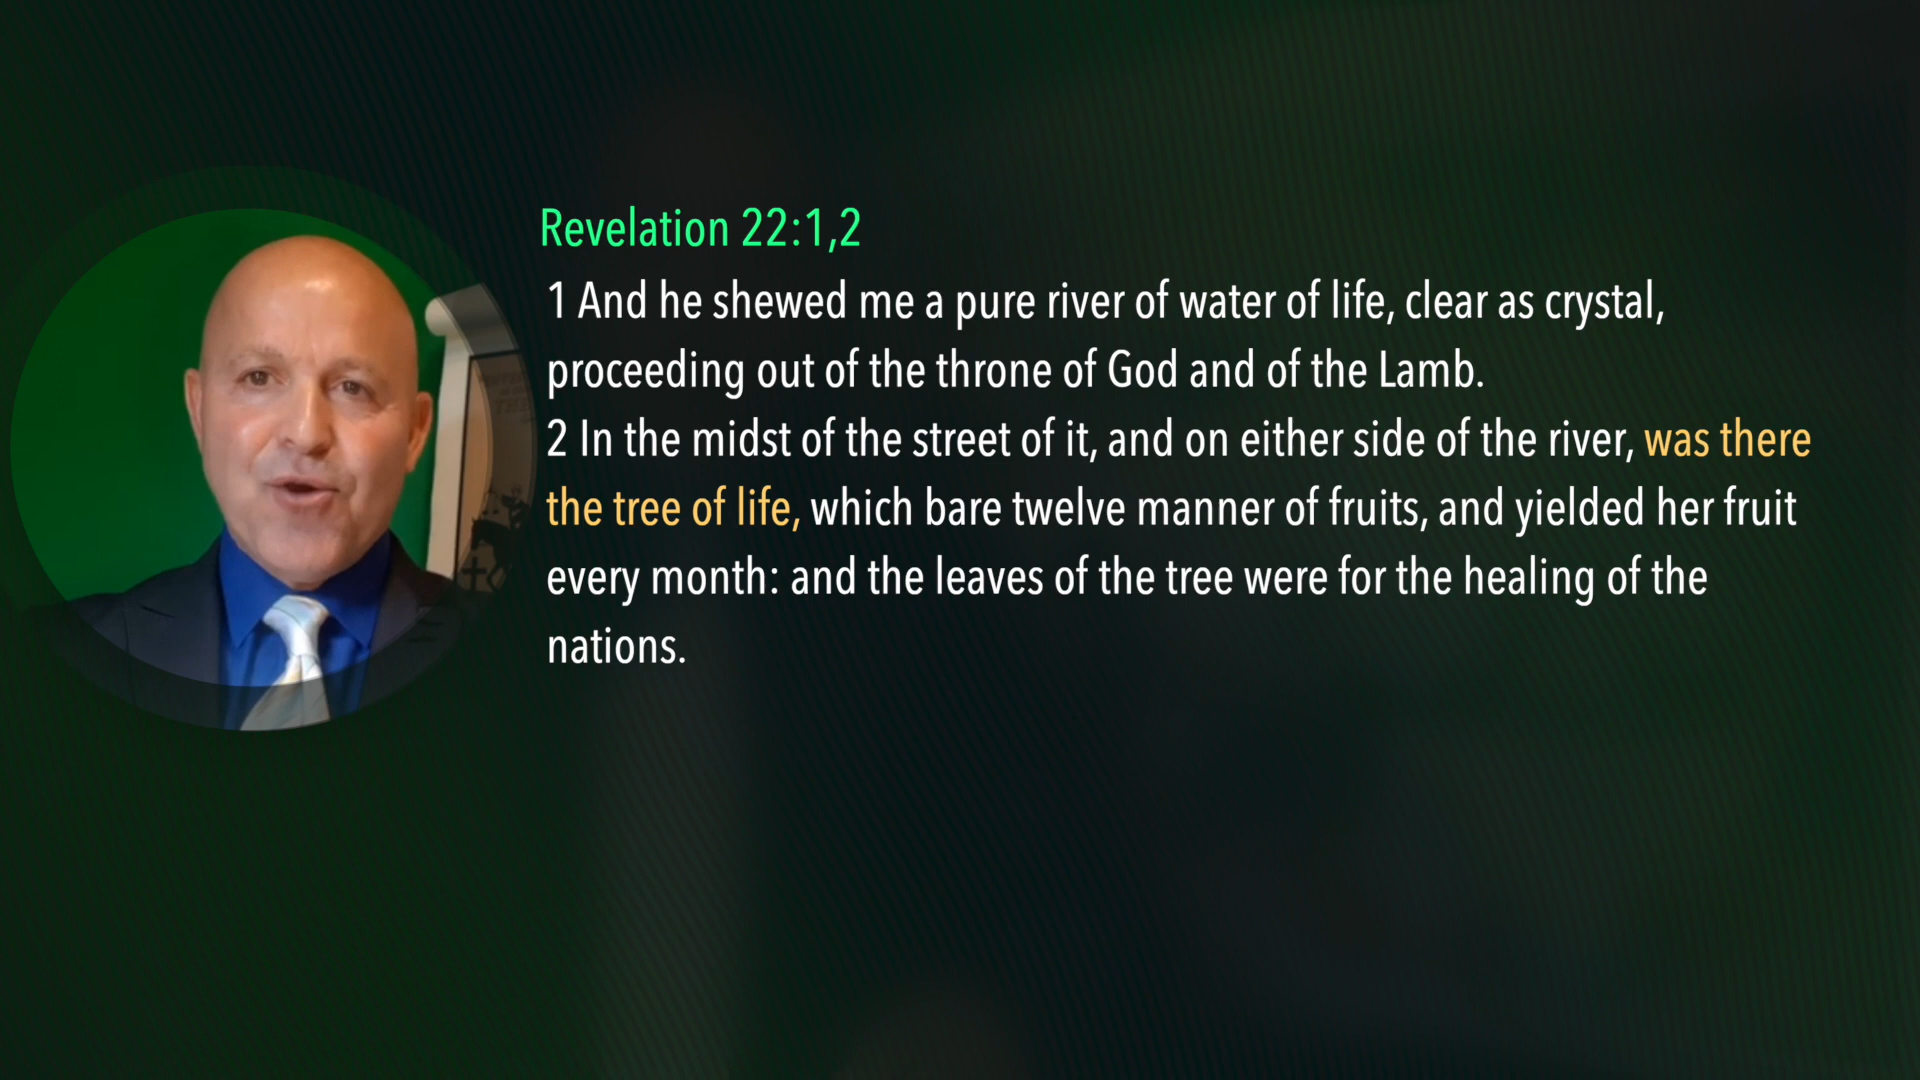 Revelation 22:1,2
1 And he shewed me a pure river of water of life, clear as crystal,
proceeding out of the throne of God and of the Lamb.
2 In the midst of the street of it, and on either side of the river, was there
the tree of life, which bare twelve manner of fruits, and yielded her fruit
every month: and the leaves of the tree were for the healing of the
nations.